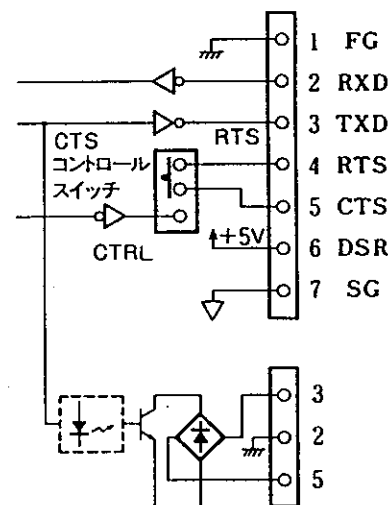 1 FG
2 RXD
3 TXD
CTS
コントロール
スイッチ
RTS
4 RTS
5 CTS
CTRL
+5V
6 DSR
7 SG
3
2
5